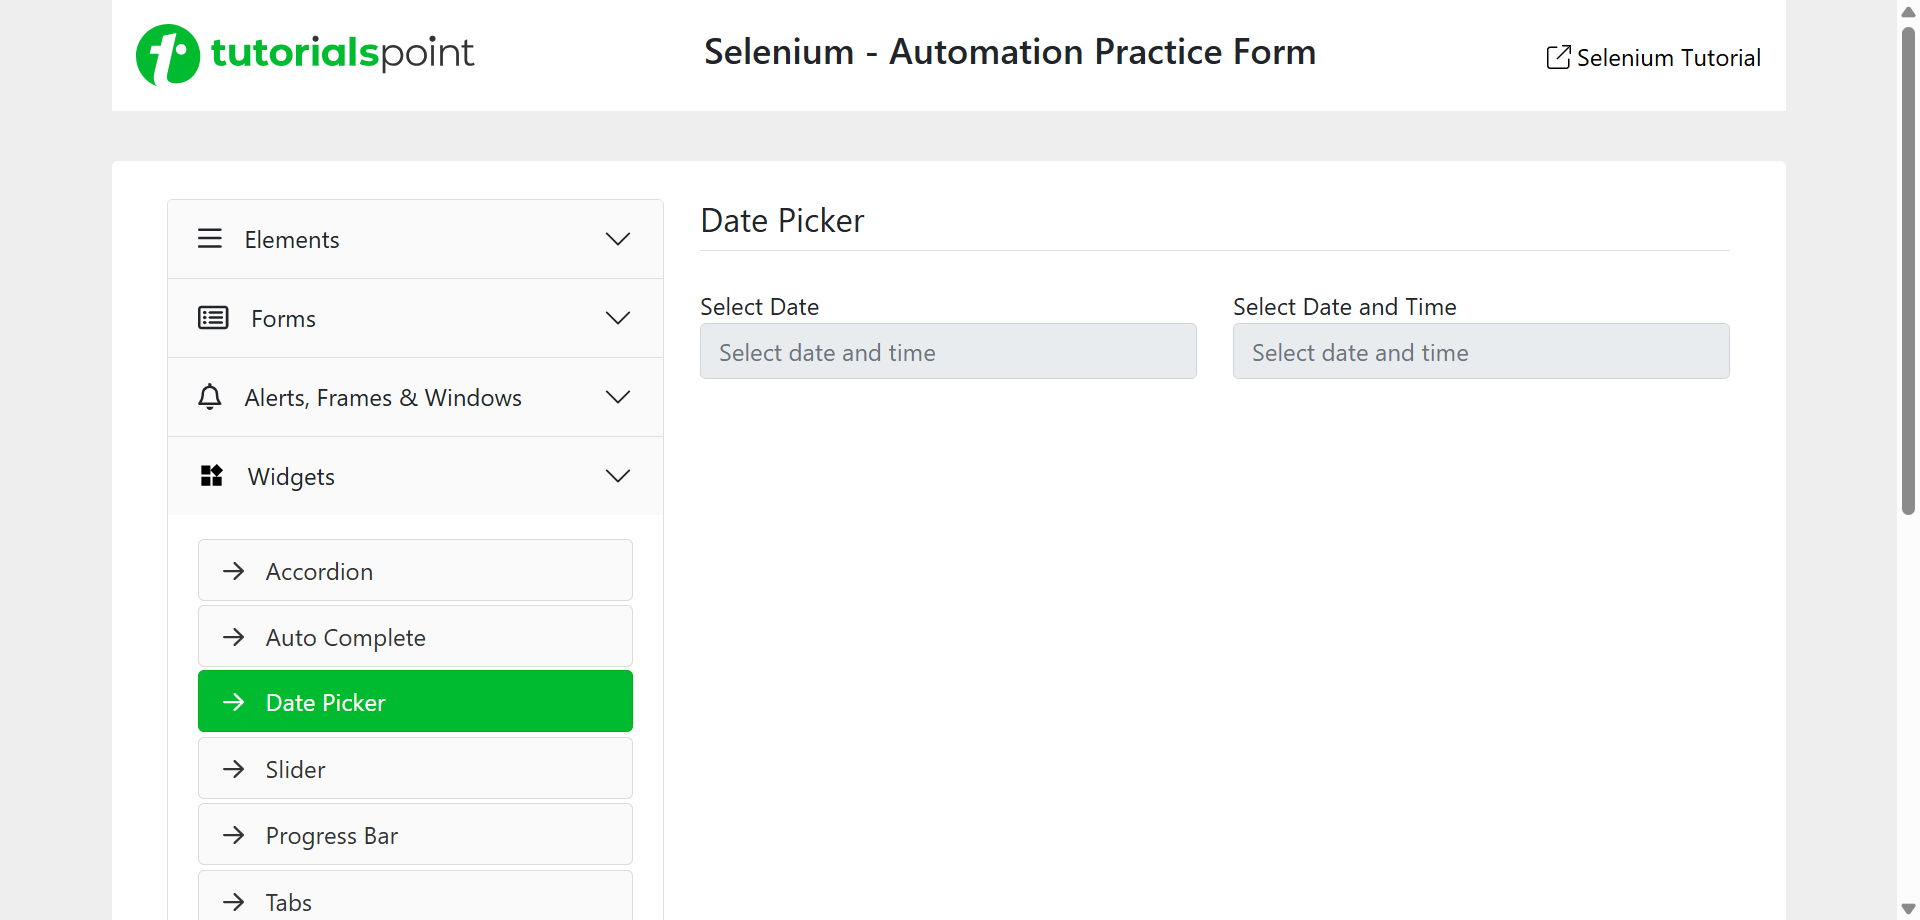 tutorialspoint
Selenium - Automation Practice Form
Selenium Tutorial
Elements
Forms
Alerts, Frames & Windows
Widgets
Accordion
Auto Complete
Date Picker
Slider
Progress Bar
Tabs
Date Picker
Select Date
Select date and time
Select Date and Time
Select date and time